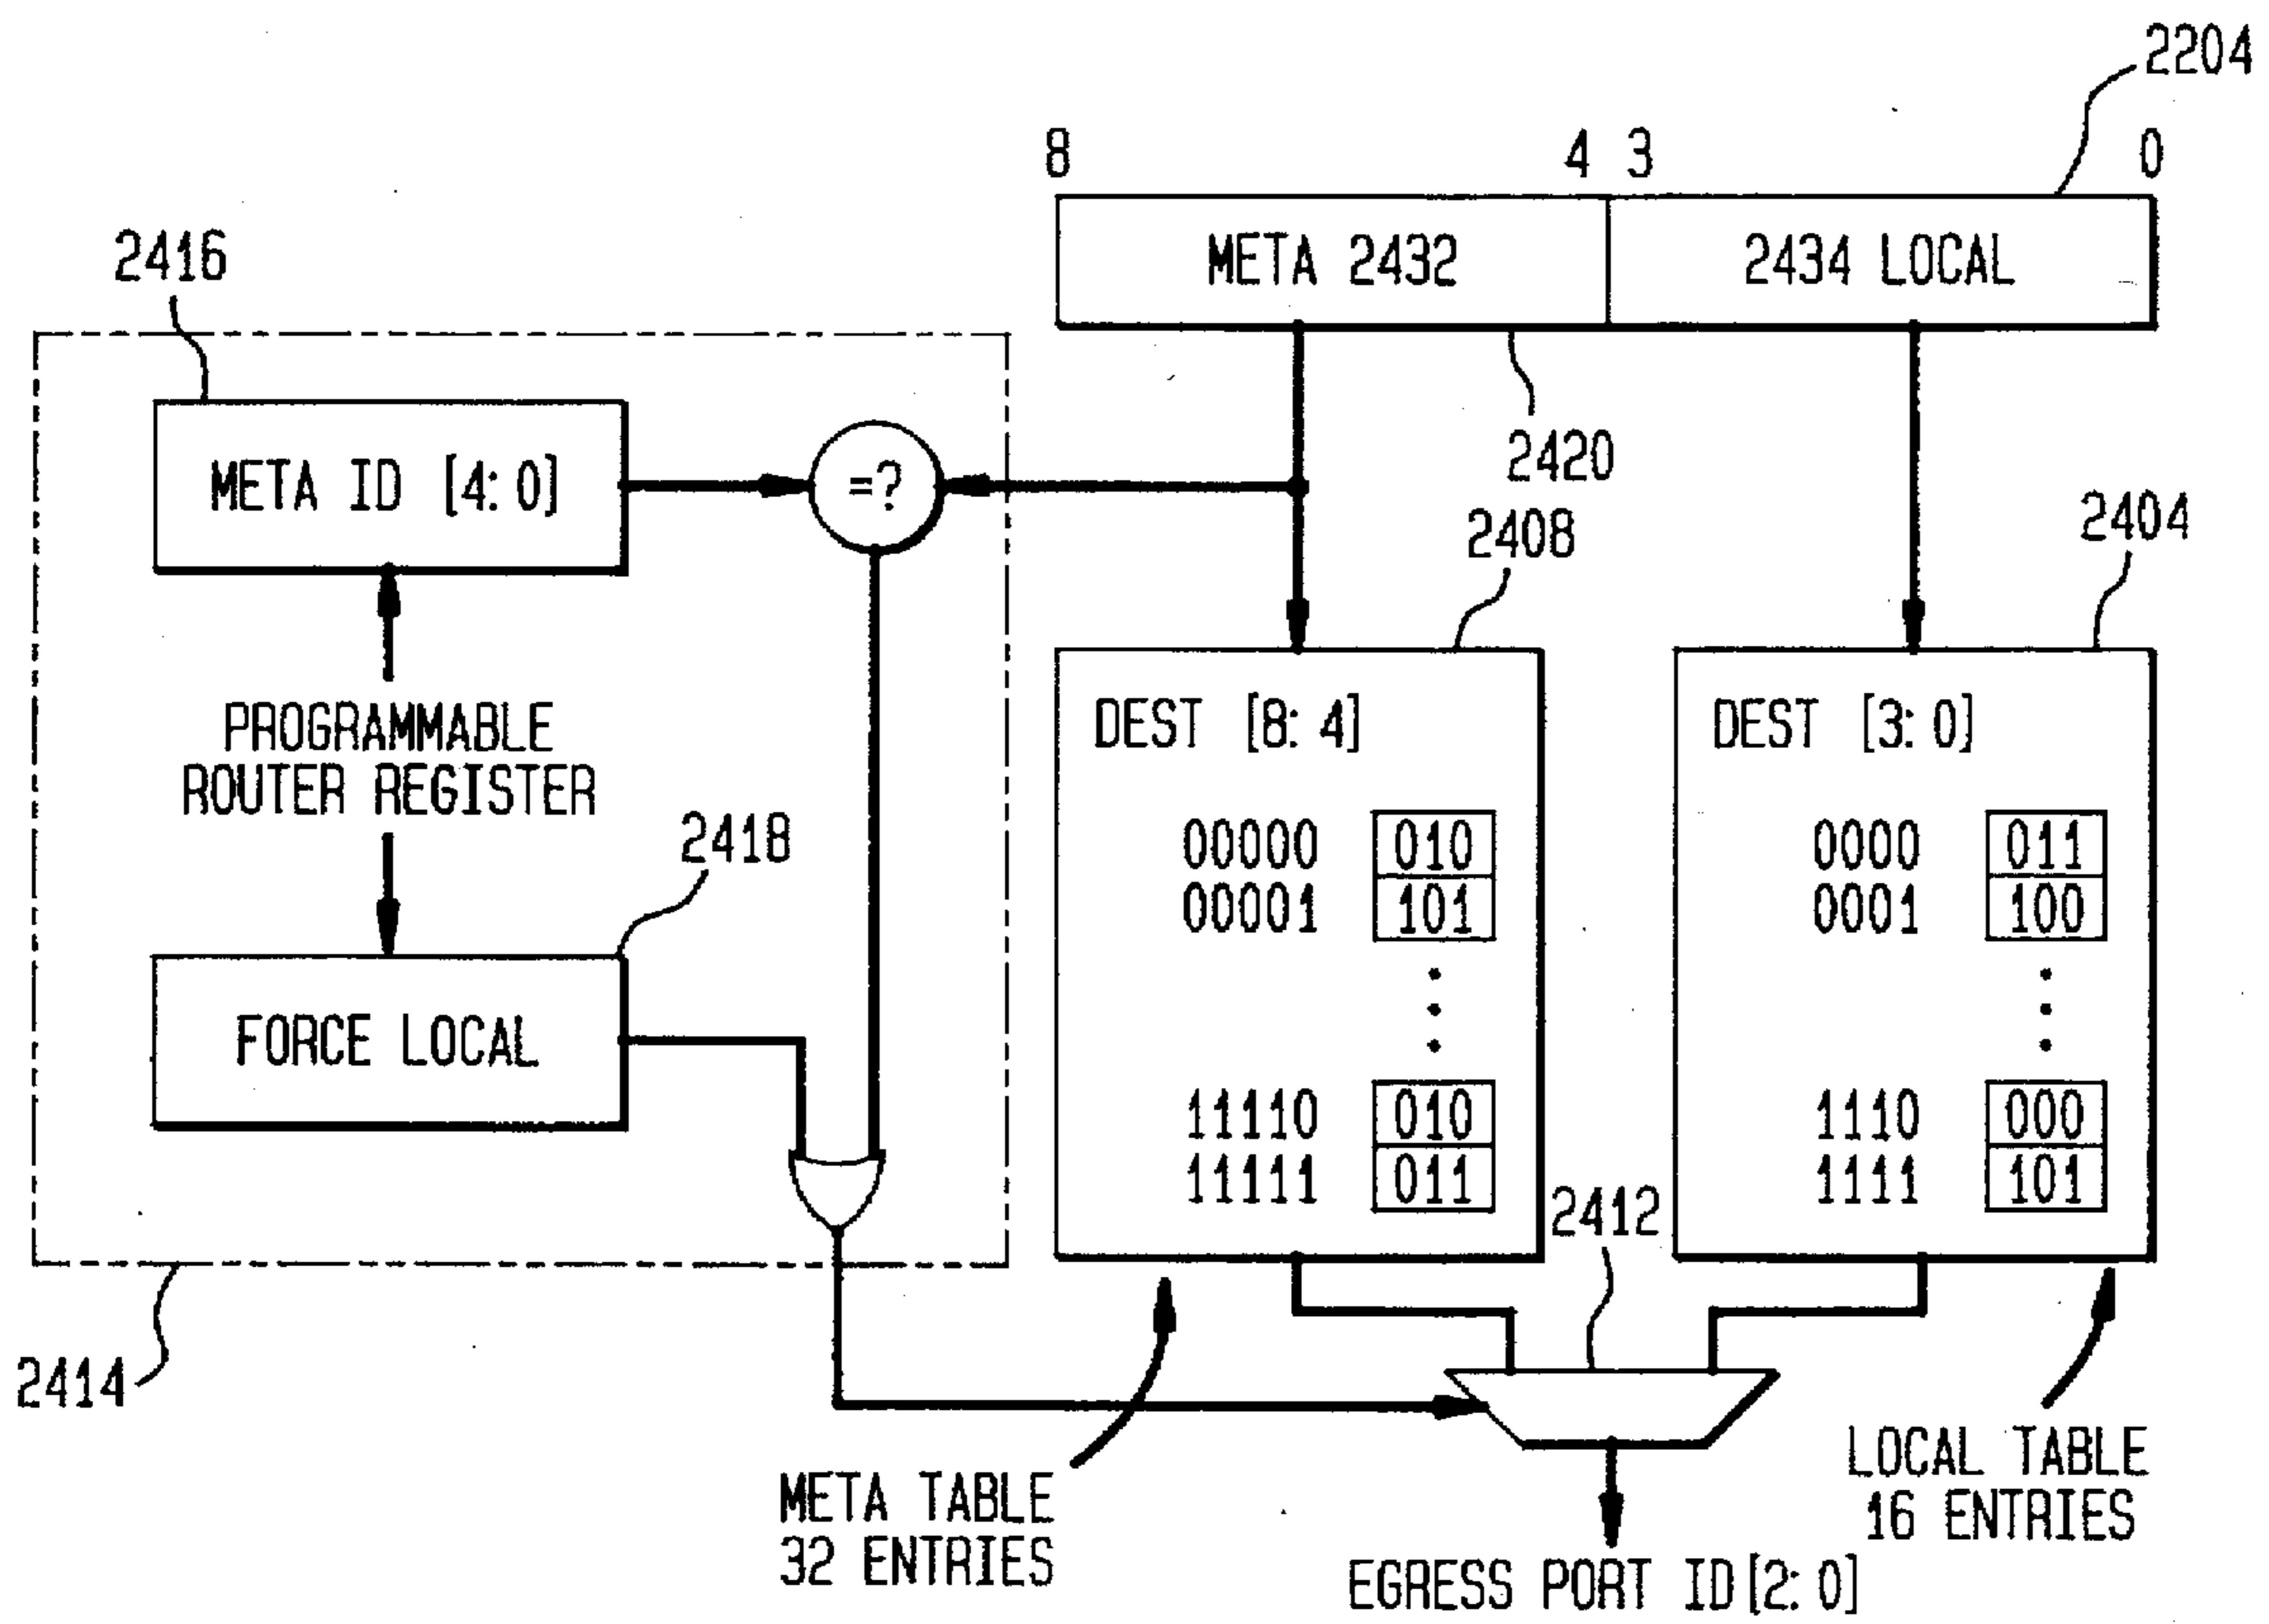 2204
8 4 3 0
META 2432 2434 LOCAL
2416
2420
META ID [4:0]
=?
2408
2404
PROGRAMMABLE
ROUTER REGISTER
2418
FORCE LOCAL
DEST [8:4]
00000 010
00001 101
11110 010
11111 011
DEST [3:0]
0000 011
0001 100
1110 000
1111 101
2412
2414
META TABLE
32 ENTRIES
LOCAL TABLE
16 ENTRIES
EGRESS PORT ID[2:0]